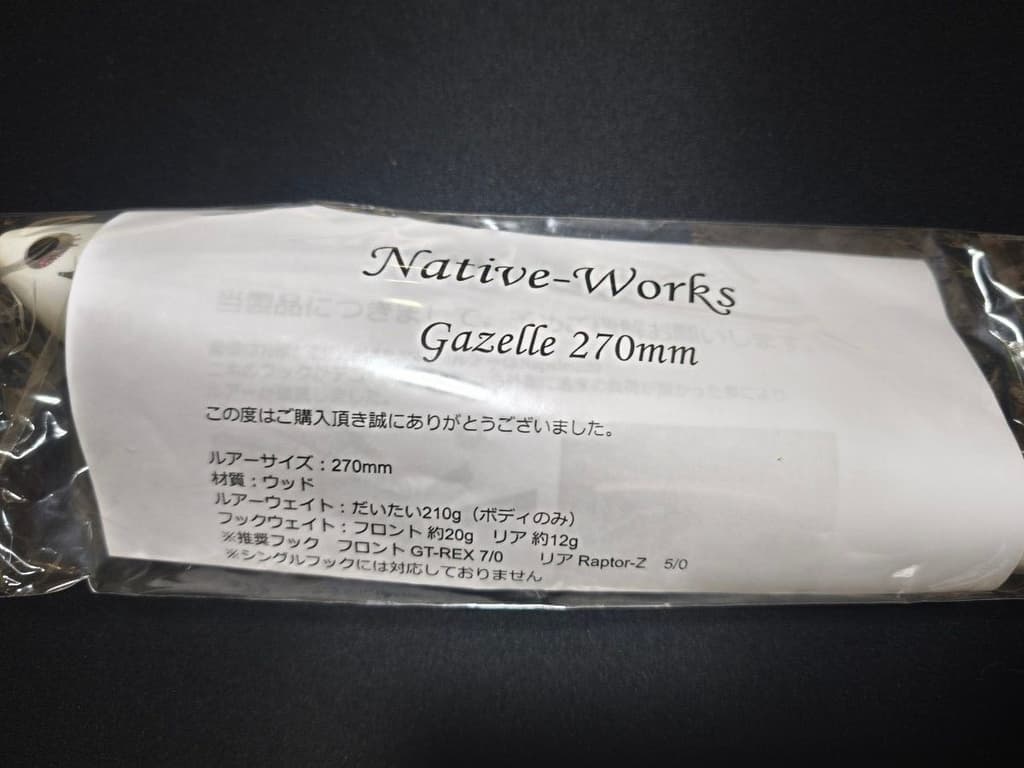 Native-Works
Gazelle 270mm
この度はご購入頂き誠にありがとうございました。
ルアーサイズ：270mm
材質：ウッド
ルアーウェイト：だいたい210g（ボディのみ）
フックウェイト：フロント 約20g　リア 約12g
※推奨フック　フロント GT-REX 7/0　　リア Raptor-Z　5/0
※シングルフックには対応しておりません